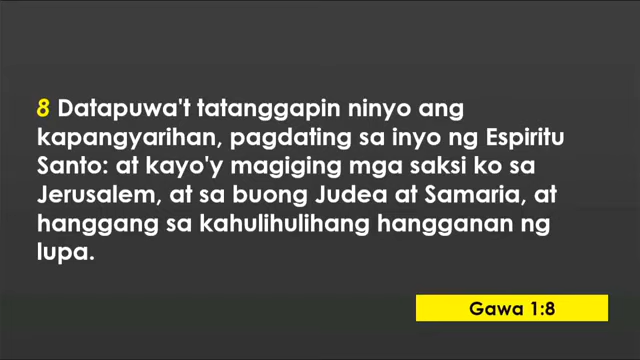 8 Datapuwa't tatanggapin ninyo ang
kapangyarihan, pagdating sa inyo ng Espiritu
Santo: at kayo'y magiging mga saksi ko sa
Jerusalem, at sa buong Judea at Samaria, at
hanggang sa kahulihulihang hangganan ng
lupa.
Gawa 1:8